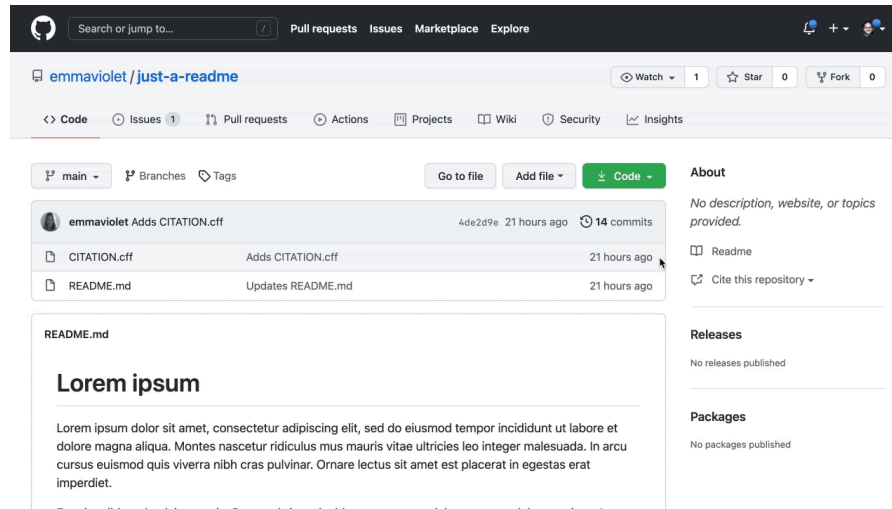 Search or jump to... / Pull requests Issues Marketplace Explore
emmaviolet / just-a-readme Watch 1 Star 0 Fork 0
Code Issues 1 Pull requests Actions Projects Wiki Security Insights
main Branches Tags Go to file Add file Code
About
emmaviolet Adds CITATION.cff 4de2d9e 21 hours ago 14 commits
No description, website, or topics
provided.
CITATION.cff Adds CITATION.cff 21 hours ago
Readme
README.md Updates README.md 21 hours ago
Cite this repository
README.md
Releases
No releases published
Lorem ipsum
Packages
No packages published
Lorem ipsum dolor sit amet, consectetur adipiscing elit, sed do eiusmod tempor incididunt ut labore et
dolore magna aliqua. Montes nascetur ridiculus mus mauris vitae ultricies leo integer malesuada. In arcu
cursus euismod quis viverra nibh cras pulvinar. Ornare lectus sit amet est placerat in egestas erat
imperdiet.